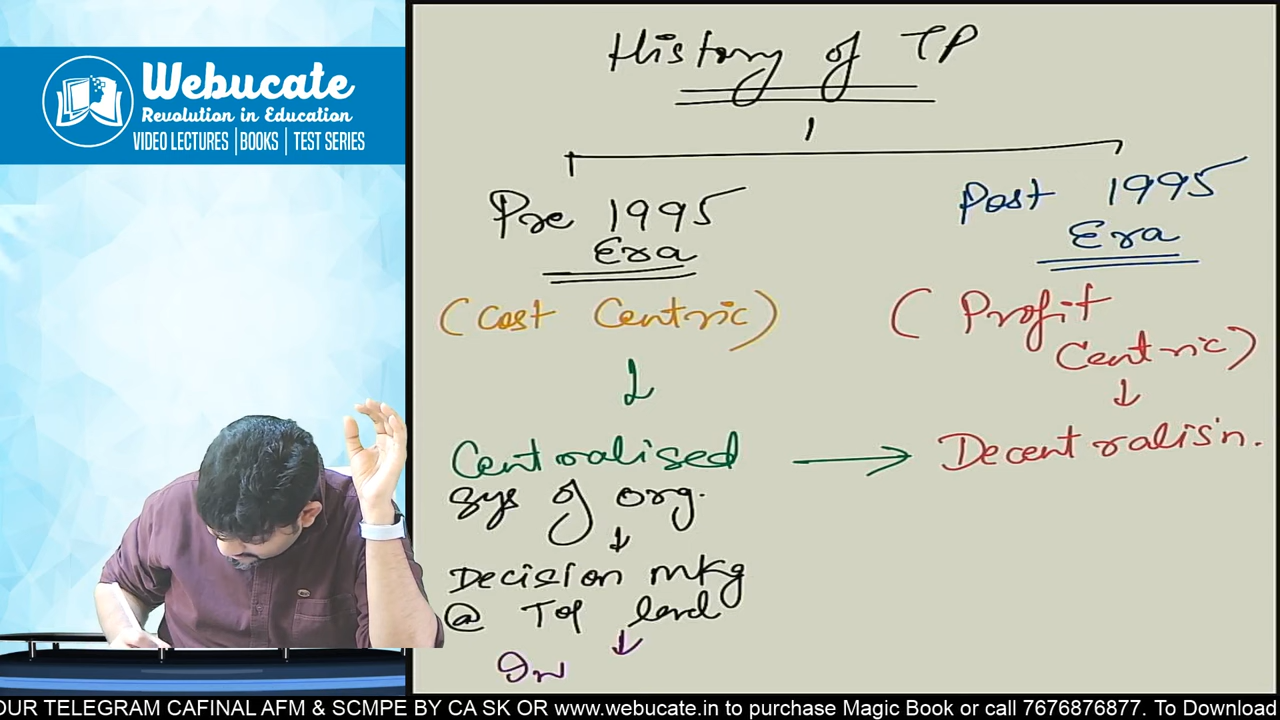 Webucate
Revolution in Education
VIDEO LECTURES | BOOKS | TEST SERIES
History of TP
Pre 1995
Era
(Cost Centric)
Centralised
sys of org.
Decision mkg
@ Top level
In
Post 1995
Era
(Profit
Centric)
Decentralis'n.
OUR TELEGRAM CAFINAL AFM & SCMPE BY CA SK OR www.webucate.in to purchase Magic Book or call 7676876877. To Download